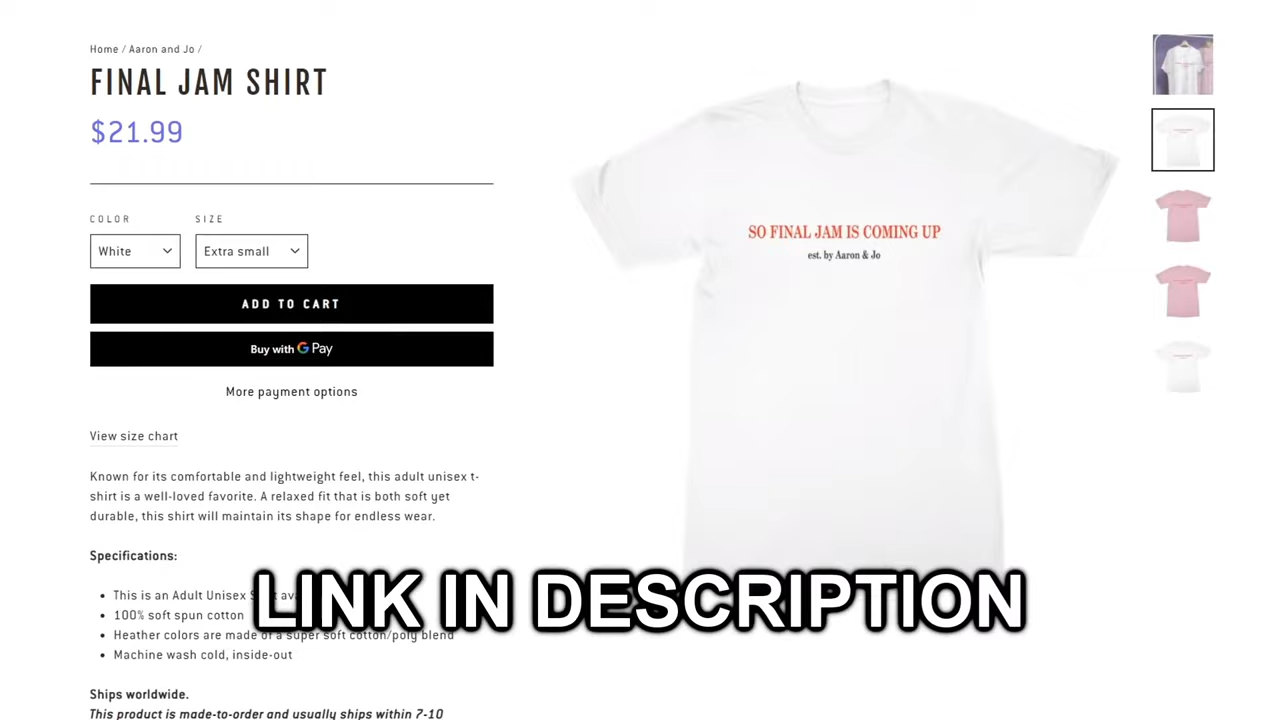 Home / Aaron and Jo /
FINAL JAM SHIRT
$21.99
COLOR
SIZE
White
Extra small
ADD TO CART
Buy with G Pay
More payment options
View size chart
Known for its comfortable and lightweight feel, this adult unisex t-
shirt is a well-loved favorite. A relaxed fit that is both soft yet
durable, this shirt will maintain its shape for endless wear.
Specifications:
• This is an Adult Unisex
• 100% soft spun cotton
• Heather colors are made of a super soft cotton/poly blend
• Machine wash cold, inside-out
Ships worldwide.
This product is made-to-order and usually ships within 7-10
SO FINAL JAM IS COMING UP
est. by Aaron & Jo
LINK IN DESCRIPTION